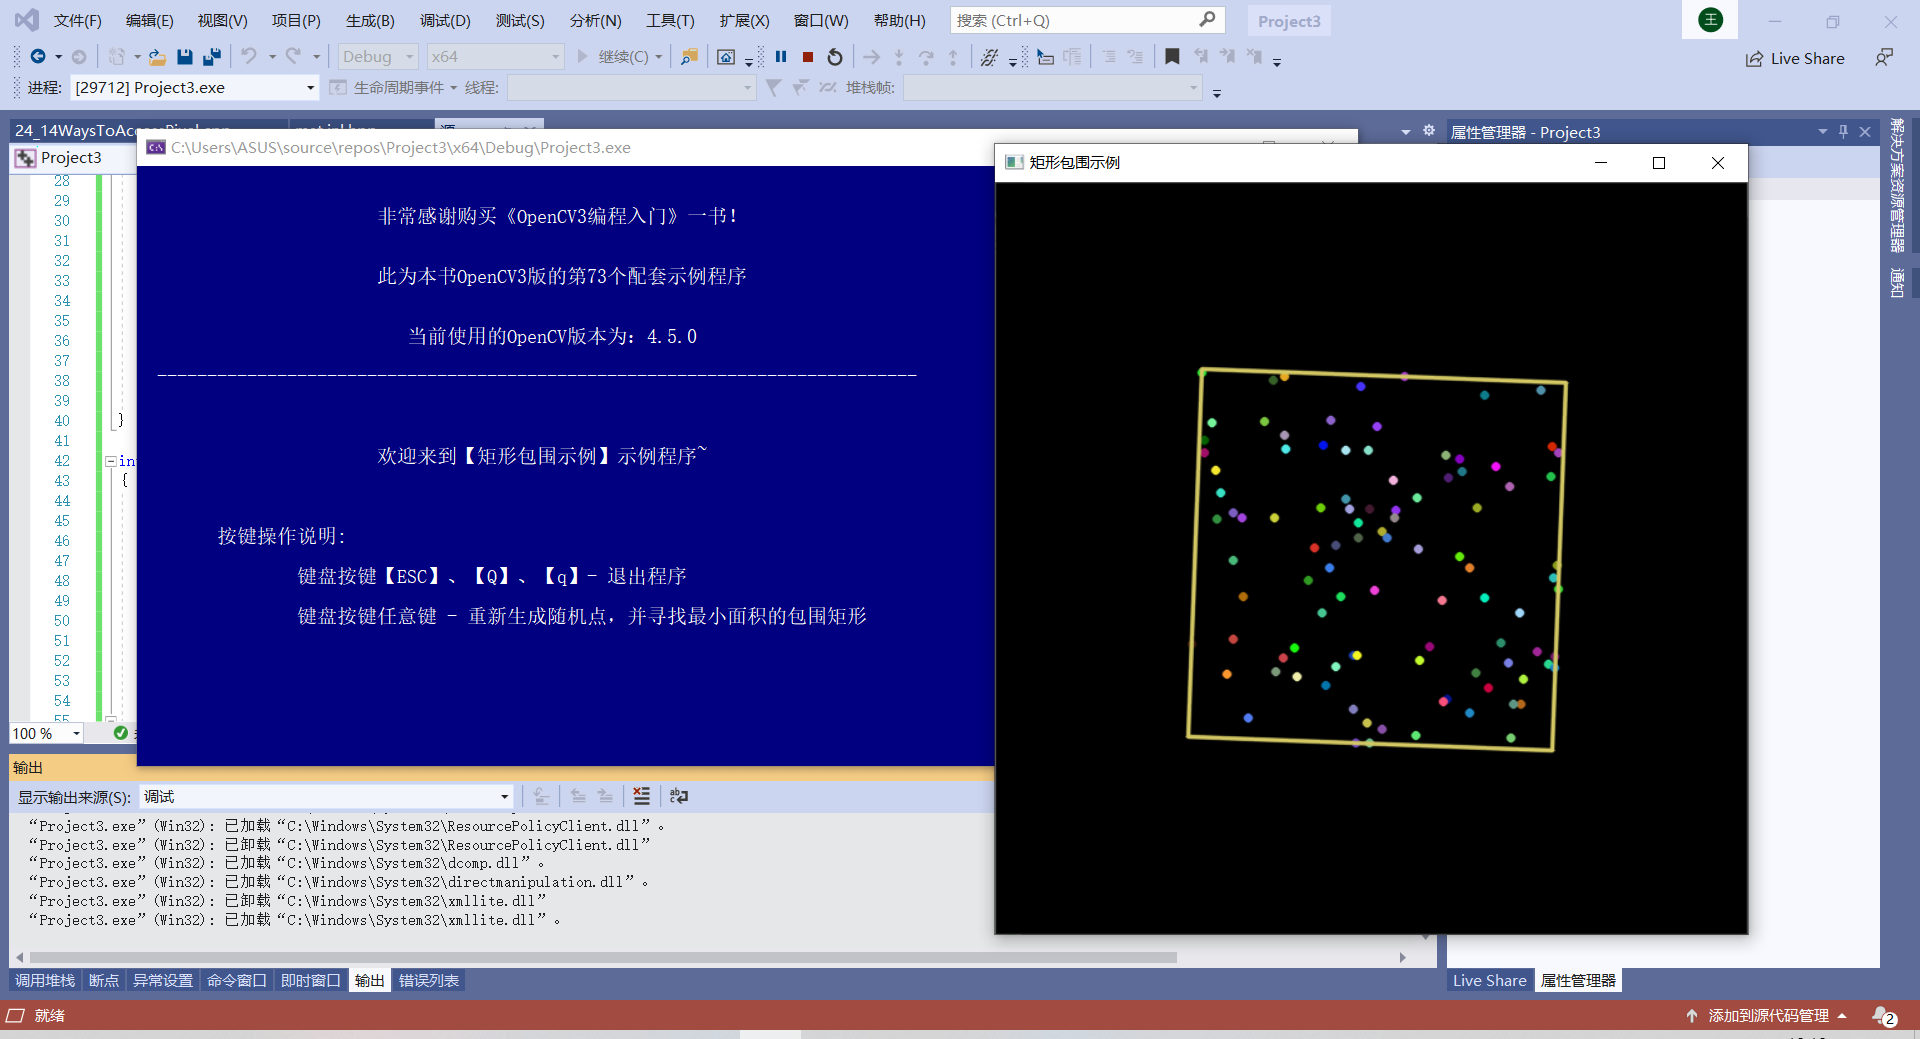 文件(F) 编辑(E) 视图(V) 项目(P) 生成(B) 调试(D) 测试(S) 分析(N) 工具(T) 扩展(X) 窗口(W) 帮助(H) 搜索 (Ctrl+Q) Project3 王
Debug x64 继续(C) Live Share
进程: [29712] Project3.exe 生命周期事件 线程: 堆栈帧:
24_14WaysToAccessPixel.cpp mat.inl.hpp 源
Project3
C:\Users\ASUS\source\repos\Project3\x64\Debug\Project3.exe
非常感谢购买《OpenCV3编程入门》一书!
此为本书OpenCV3版的第73个配套示例程序
当前使用的OpenCV版本为: 4.5.0
----------------------------------------------------------------------------
欢迎来到【矩形包围示例】示例程序~
按键操作说明:
键盘按键【ESC】、【Q】、【q】- 退出程序
键盘按键任意键 - 重新生成随机点，并寻找最小面积的包围矩形
矩形包围示例
属性管理器 - Project3
解决方案资源管理器
通知
28
29
30
31
32
33
34
35
36
37
38
39
40 }
41
42 in
43 {
44
45
46
47
48
49
50
51
52
53
54
55
100 %
输出
显示输出来源(S): 调试
“Project3.exe”(Win32): 已加载“C:\Windows\System32\ResourcePolicyClient.dll”。
“Project3.exe”(Win32): 已卸载“C:\Windows\System32\ResourcePolicyClient.dll”
“Project3.exe”(Win32): 已加载“C:\Windows\System32\dcomp.dll”。
“Project3.exe”(Win32): 已加载“C:\Windows\System32\directmanipulation.dll”。
“Project3.exe”(Win32): 已卸载“C:\Windows\System32\xmllite.dll”
“Project3.exe”(Win32): 已加载“C:\Windows\System32\xmllite.dll”。
调用堆栈 断点 异常设置 命令窗口 即时窗口 输出 错误列表
Live Share 属性管理器
就绪
添加到源代码管理 2